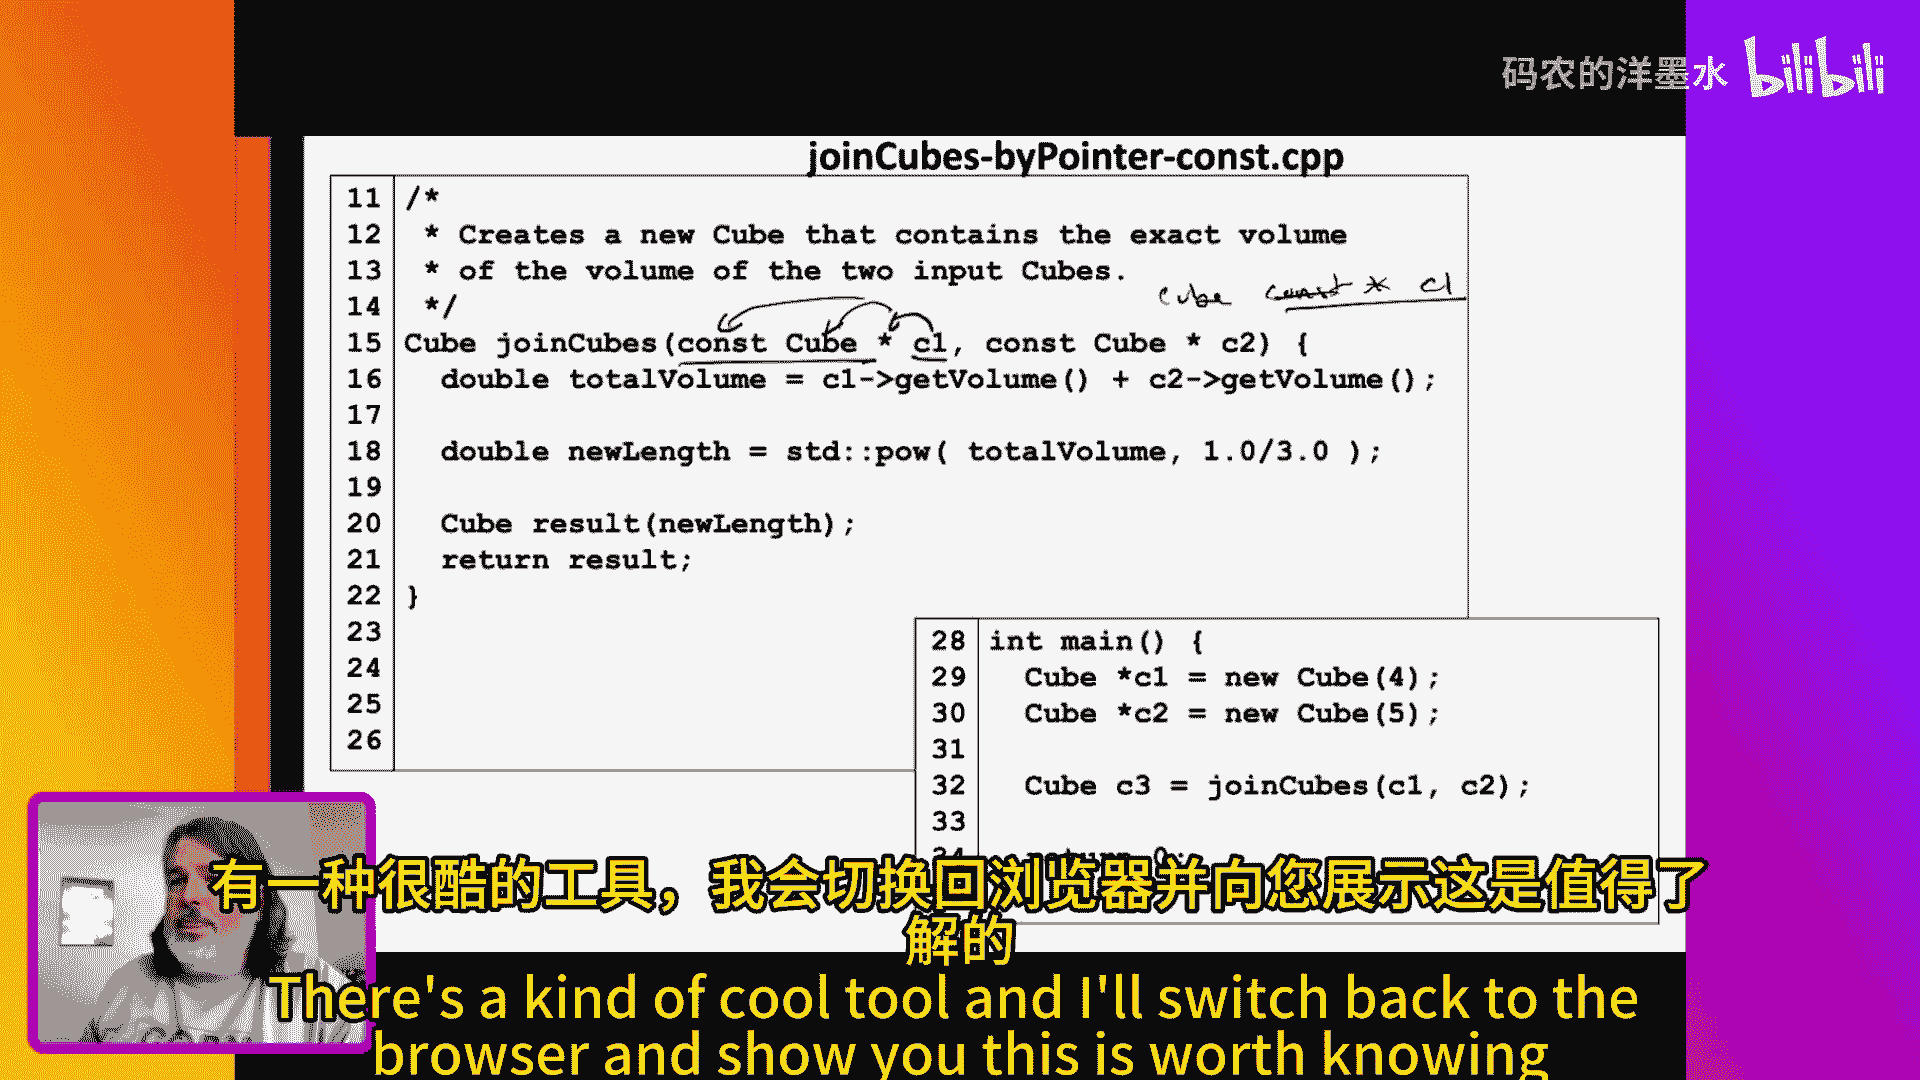 码农的洋墨水 bilibili
joinCubes-byPointer-const.cpp
11 /*
12  * Creates a new Cube that contains the exact volume
13  * of the volume of the two input Cubes.
cube const * c1
14  */
15 Cube joinCubes(const Cube * c1, const Cube * c2) {
16   double totalVolume = c1->getVolume() + c2->getVolume();
17
18   double newLength = std::pow( totalVolume, 1.0/3.0 );
19
20   Cube result(newLength);
21   return result;
22 }
23
24
25
26
28 int main() {
29   Cube *c1 = new Cube(4);
30   Cube *c2 = new Cube(5);
31
32   Cube c3 = joinCubes(c1, c2);
33
34   return 0;
有一种很酷的工具，我会切换回浏览器并向您展示这是值得了
解的
There's a kind of cool tool and I'll switch back to the
browser and show you this is worth knowing